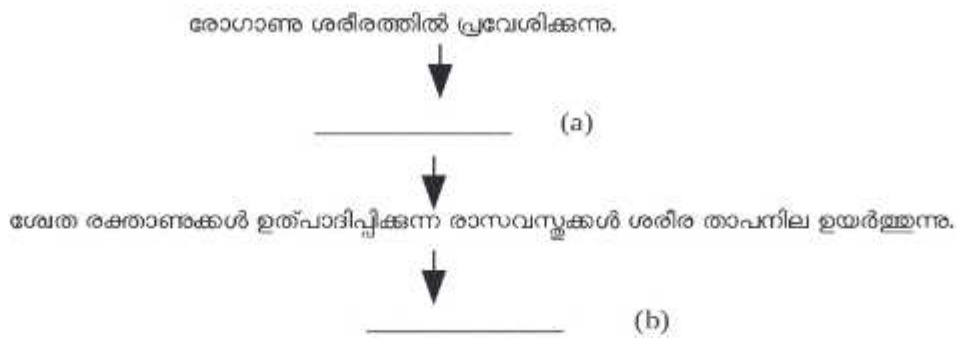 രോഗാണു ശരീരത്തിൽ പ്രവേശിക്കുന്നു.
(a)
ശ്വേത രക്താണുക്കൾ ഉത്പാദിപ്പിക്കുന്ന രാസവസ്തുക്കൾ ശരീര താപനില ഉയർത്തുന്നു.
(b)